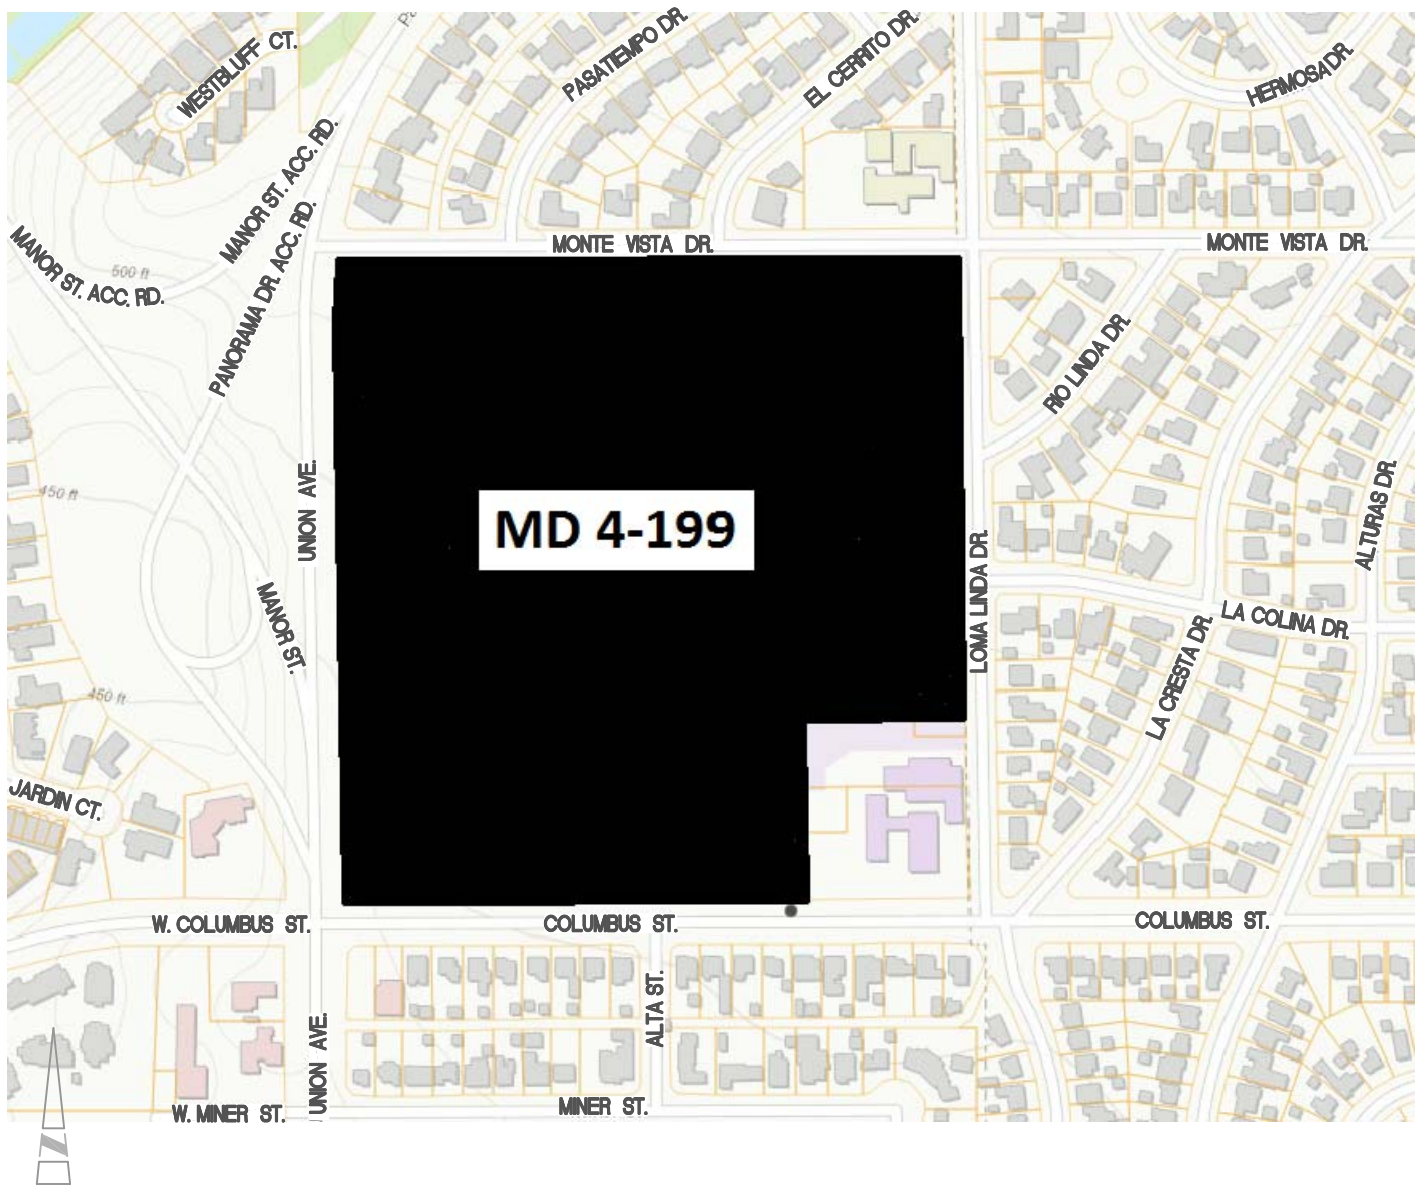 WESTBLUFF CT.
PASATIEMPO DR.
EL CERRITO DR.
HERMOSA DR.
MANOR ST. ACC. RD.
PANORAMA DR. ACC. RD.
MANOR ST. ACC. RD.
500 ft
MONTE VISTA DR.
MONTE VISTA DR.
RIO LINDA DR.
UNION AVE.
450 ft
MD 4-199
ALTURAS DR.
LOMA LINDA DR.
MANOR ST.
LA COLINA DR.
LA CRESTA DR.
450 ft
JARDIN CT.
W. COLUMBUS ST.
COLUMBUS ST.
COLUMBUS ST.
ALTA ST.
UNION AVE.
W. MINER ST.
MINER ST.
N